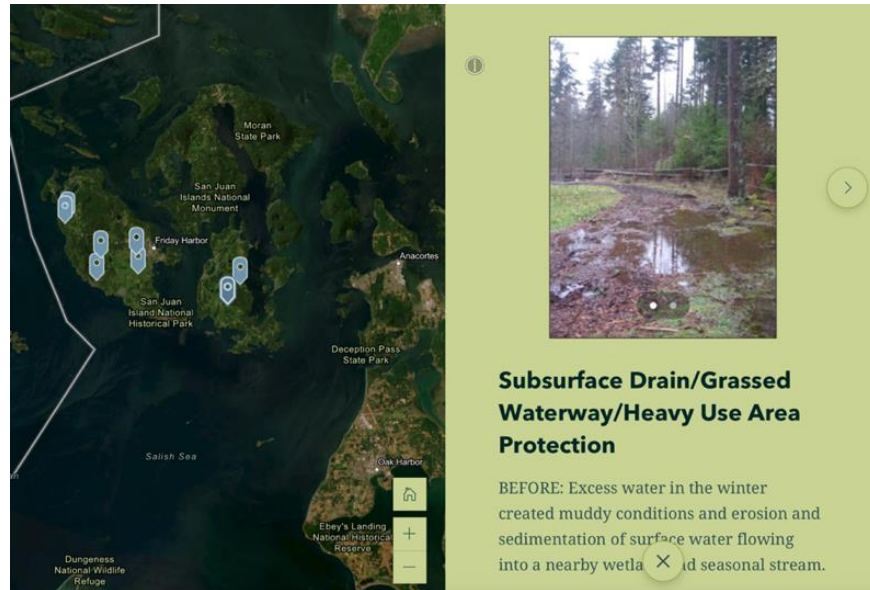 Moran
State Park
San Juan
Islands National
Monument
Friday Harbor
Anacortes
San Juan
Island National
Historical Park
Deception Pass
State Park
Salish Sea
Oak Harbor
Ebey's Landing
National Historical
Reserve
Dungeness
National Wildlife
Refuge
Subsurface Drain/Grassed
Waterway/Heavy Use Area
Protection
BEFORE: Excess water in the winter
created muddy conditions and erosion and
sedimentation of surface water flowing
into a nearby seasonal stream.